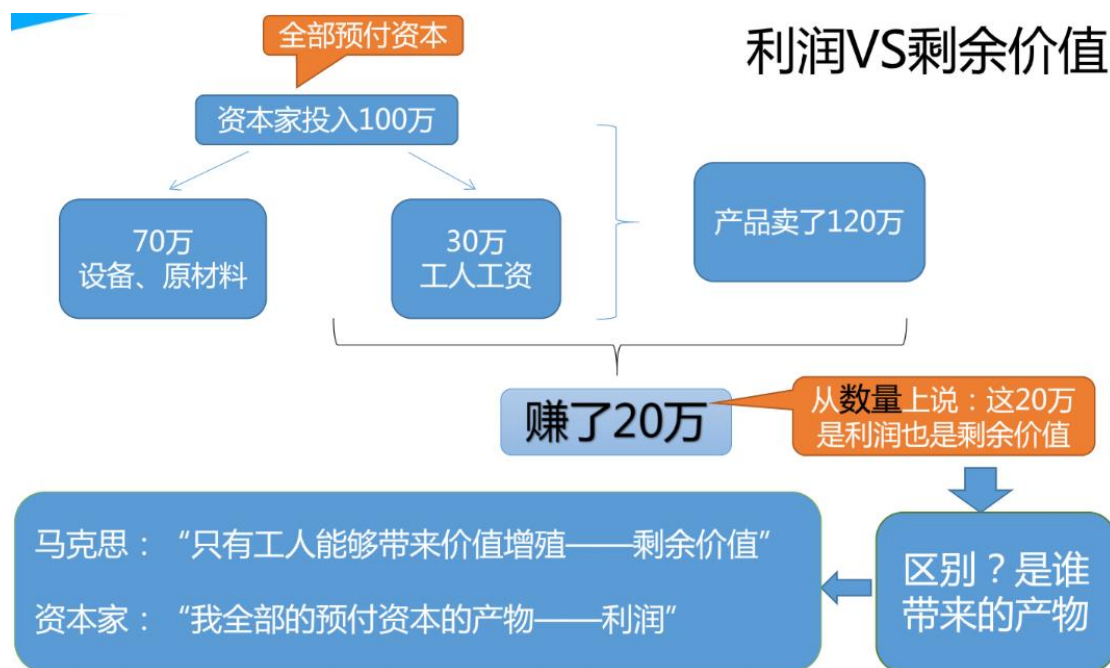 利润VS剩余价值
全部预付资本
资本家投入100万
70万
设备、原材料
30万
工人工资
产品卖了120万
赚了20万
从数量上说：这20万
是利润也是剩余价值
区别？是谁
带来的产物
马克思：“只有工人能够带来价值增殖——剩余价值”
资本家：“我全部的预付资本的产物——利润”